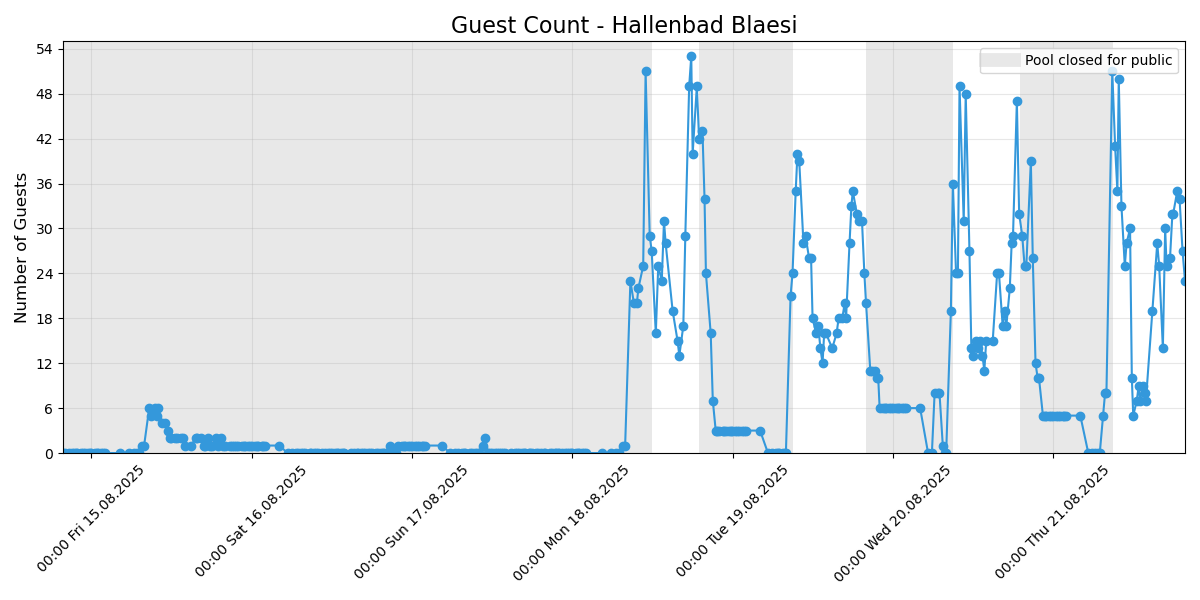 Guest Count - Hallenbad Blaesi
Pool closed for public
Number of Guests
54
48
42
36
30
24
18
12
6
0
00:00 Fri 15.08.2025
00:00 Sat 16.08.2025
00:00 Sun 17.08.2025
00:00 Mon 18.08.2025
00:00 Tue 19.08.2025
00:00 Wed 20.08.2025
00:00 Thu 21.08.2025